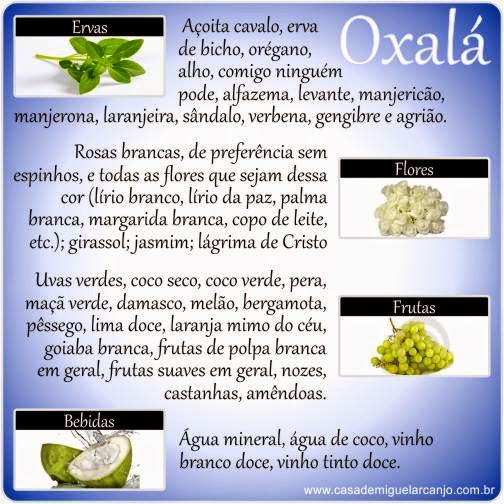 Oxalá
Ervas
Açoita cavalo, erva
de bicho, orégano,
alho, comigo ninguém
pode, alfazema, levante, manjericão,
manjerona, laranjeira, sândalo, verbena, gengibre e agrião.
Rosas brancas, de preferência sem
espinhos, e todas as flores que sejam dessa
cor (lírio branco, lírio da paz, palma
branca, margarida branca, copo de leite,
etc.); girassol; jasmim; lágrima de Cristo
Flores
Uvas verdes, coco seco, coco verde, pera,
maçã verde, damasco, melão, bergamota,
pêssego, lima doce, laranja mimo do céu,
goiaba branca, frutas de polpa branca
em geral, frutas suaves em geral, nozes,
castanhas, amêndoas.
Frutas
Bebidas
Água mineral, água de coco, vinho
branco doce, vinho tinto doce.
www.casademiguelarcanjo.com.br